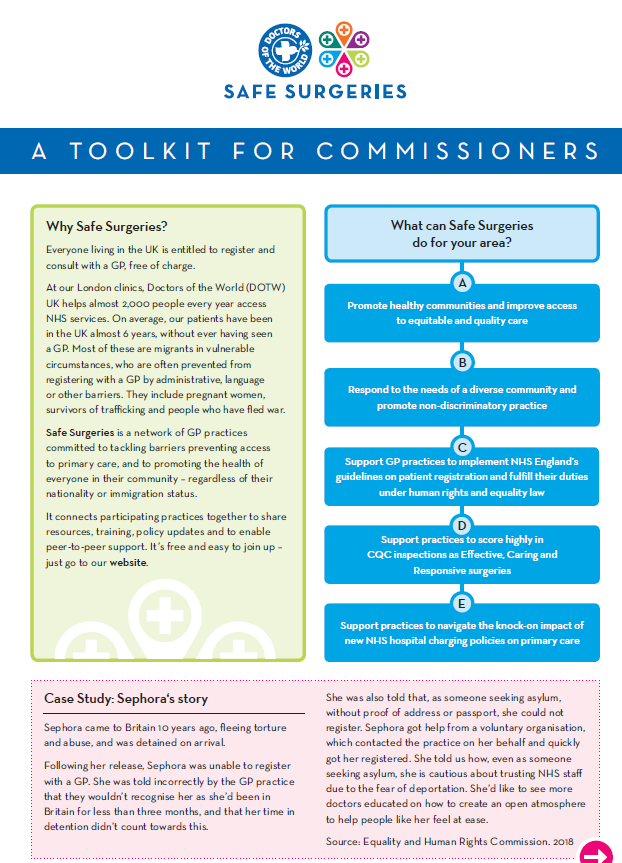 DOCTORS
OF THE WORLD
SAFE SURGERIES
A TOOLKIT FOR COMMISSIONERS
Why Safe Surgeries?
Everyone living in the UK is entitled to register and
consult with a GP, free of charge.
At our London clinics, Doctors of the World (DOTW)
UK helps almost 2,000 people every year access
NHS services. On average, our patients have been
in the UK almost 6 years, without ever having seen
a GP. Most of these are migrants in vulnerable
circumstances, who are often prevented from
registering with a GP by administrative, language
or other barriers. They include pregnant women,
survivors of trafficking and people who have fled war.
Safe Surgeries is a network of GP practices
committed to tackling barriers preventing access
to primary care, and to promoting the health of
everyone in their community – regardless of their
nationality or immigration status.
It connects participating practices together to share
resources, training, policy updates and to enable
peer-to-peer support. It's free and easy to join up –
just go to our website.
What can Safe Surgeries
do for your area?
A
Promote healthy communities and improve access
to equitable and quality care
B
Respond to the needs of a diverse community and
promote non-discriminatory practice
C
Support GP practices to implement NHS England's
guidelines on patient registration and fulfill their duties
under human rights and equality law
D
Support practices to score highly in
CQC inspections as Effective, Caring and
Responsive surgeries
E
Support practices to navigate the knock-on impact of
new NHS hospital charging policies on primary care
Case Study: Sephora's story
Sephora came to Britain 10 years ago, fleeing torture
and abuse, and was detained on arrival.
Following her release, Sephora was unable to register
with a GP. She was told incorrectly by the GP practice
that they wouldn't recognise her as she'd been in
Britain for less than three months, and that her time in
detention didn't count towards this.
She was also told that, as someone seeking asylum,
without proof of address or passport, she could not
register. Sephora got help from a voluntary organisation,
which contacted the practice on her behalf and quickly
got her registered. She told us how, even as someone
seeking asylum, she is cautious about trusting NHS staff
due to the fear of deportation. She'd like to see more
doctors educated on how to create an open atmosphere
to help people like her feel at ease.
Source: Equality and Human Rights Commission. 2018